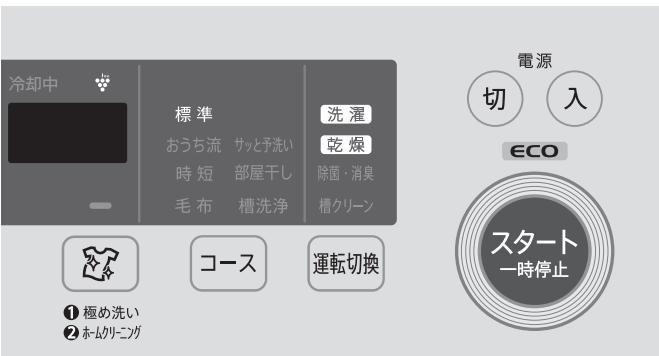 電源
切 入
冷却中
標準 洗濯
おうち流 サッと予洗い 乾燥
時短 部屋干し 除菌・消臭
毛布 槽洗浄 槽クリーン
ECO
スタート
一時停止
コース
運転切換
❶極め洗い
❷ホームクリーニング